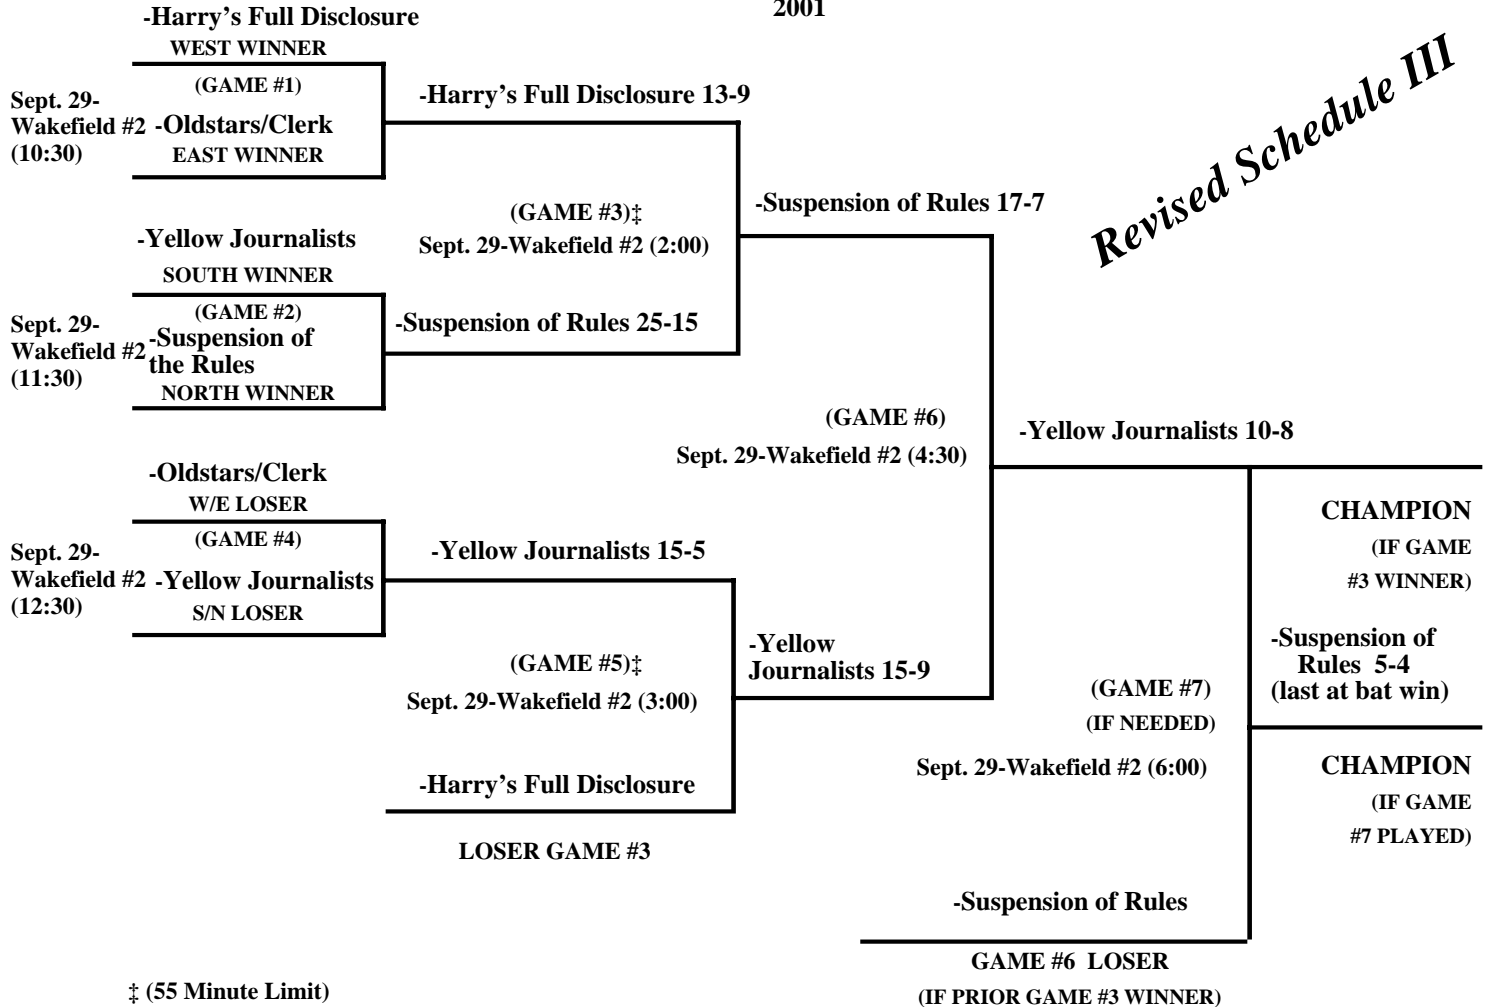 2001
-Harry's Full Disclosure
WEST WINNER
(GAME #1)
Sept. 29-
Wakefield #2
(10:30)
-Oldstars/Clerk
EAST WINNER
-Harry's Full Disclosure 13-9
Revised Schedule III
-Yellow Journalists
SOUTH WINNER
(GAME #2)
Sept. 29-
Wakefield #2
(11:30)
-Suspension of
the Rules
NORTH WINNER
(GAME #3)‡
Sept. 29-Wakefield #2 (2:00)
-Suspension of Rules 25-15
-Suspension of Rules 17-7
-Oldstars/Clerk
W/E LOSER
(GAME #4)
Sept. 29-
Wakefield #2
(12:30)
-Yellow Journalists
S/N LOSER
-Yellow Journalists 15-5
(GAME #5)‡
Sept. 29-Wakefield #2 (3:00)
-Harry's Full Disclosure
LOSER GAME #3
-Yellow
Journalists 15-9
(GAME #6)
Sept. 29-Wakefield #2 (4:30)
-Yellow Journalists 10-8
(GAME #7)
(IF NEEDED)
Sept. 29-Wakefield #2 (6:00)
-Suspension of Rules
GAME #6 LOSER
(IF PRIOR GAME #3 WINNER)
CHAMPION
(IF GAME
#3 WINNER)
-Suspension of
Rules 5-4
(last at bat win)
CHAMPION
(IF GAME
#7 PLAYED)
‡ (55 Minute Limit)